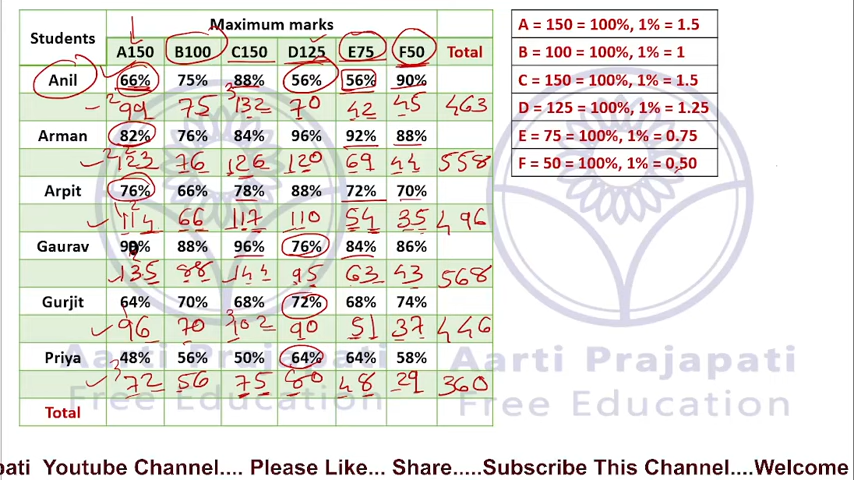 Students Maximum marks
A150 B100 C150 D125 E75 F50 Total
Anil 66% 75% 88% 56% 56% 90%
99 75 132 70 42 45 463
Arman 82% 76% 84% 96% 92% 88%
123 76 126 120 69 44 558
Arpit 76% 66% 78% 88% 72% 70%
114 66 117 110 54 35 496
Gaurav 90% 88% 96% 76% 84% 86%
135 88 144 95 63 43 568
Gurjit 64% 70% 68% 72% 68% 74%
96 70 102 90 51 37 446
Priya 48% 56% 50% 64% 64% 58%
72 56 75 80 48 29 360
Total
A = 150 = 100%, 1% = 1.5
B = 100 = 100%, 1% = 1
C = 150 = 100%, 1% = 1.5
D = 125 = 100%, 1% = 1.25
E = 75 = 100%, 1% = 0.75
F = 50 = 100%, 1% = 0.50
Aarti Prajapati
Free Education
Aarti Prajapati
Free Education
pati Youtube Channel.... Please Like... Share.....Subscribe This Channel....Welcome